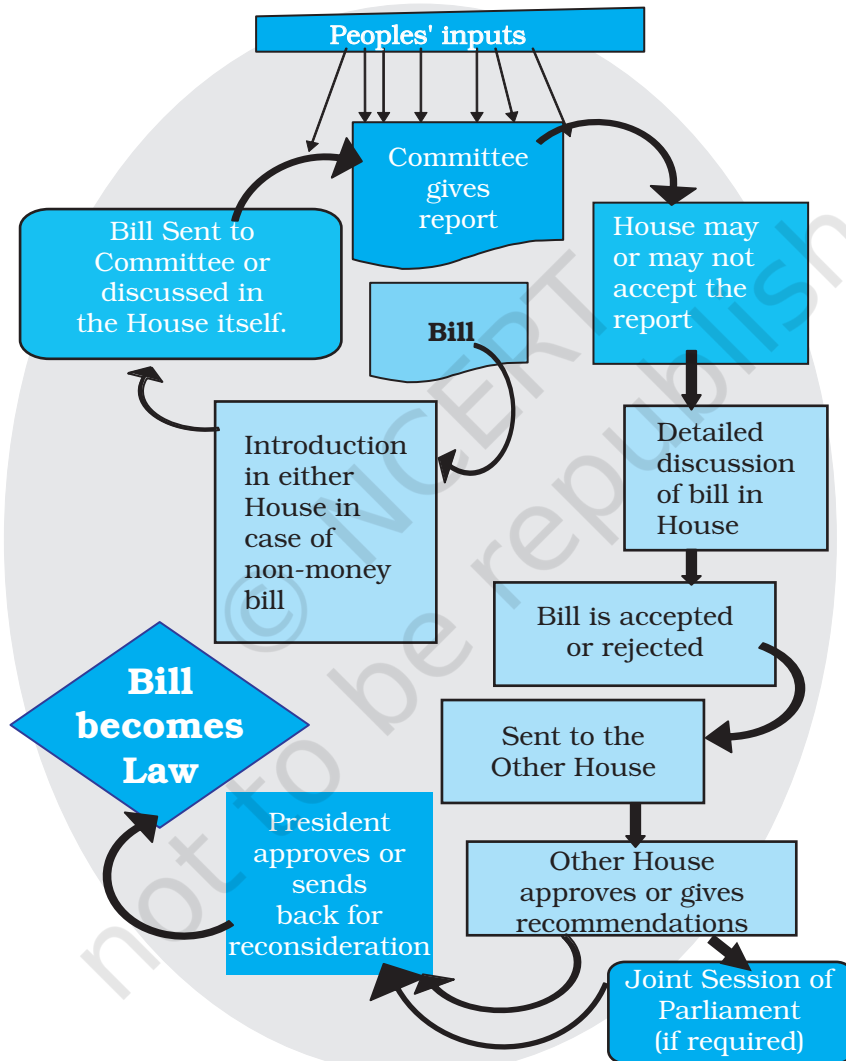 Peoples' inputs
Committee
gives
report
Bill Sent to
Committee or
discussed in
the House itself.
House may
or may not
accept the
report
Bill
Introduction
in either
House in
case of
non-money
bill
Detailed
discussion
of bill in
House
Bill is accepted
or rejected
Sent to the
Other House
Bill
becomes
Law
President
approves or
sends
back for
reconsideration
Other House
approves or gives
recommendations
Joint Session of
Parliament
(if required)
© NCERT
not to be republish